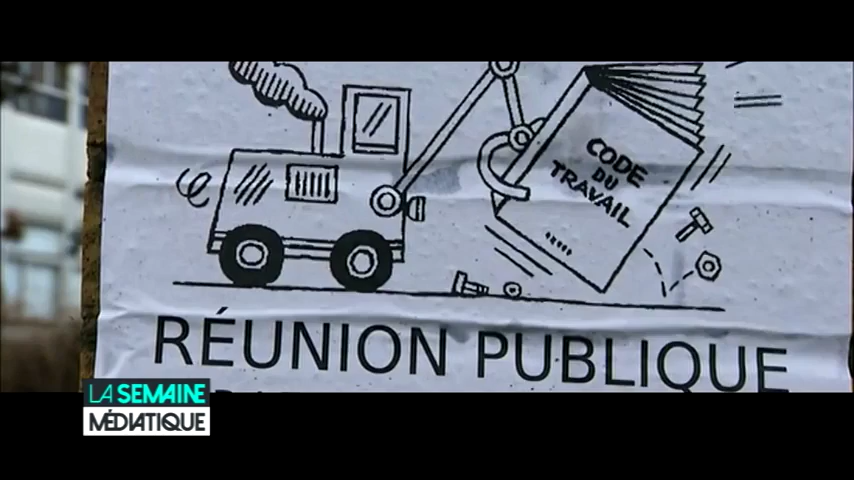 CODE
DU
TRAVAIL
RÉUNION PUBLIQUE
LA SEMAINE
MÉDIATIQUE